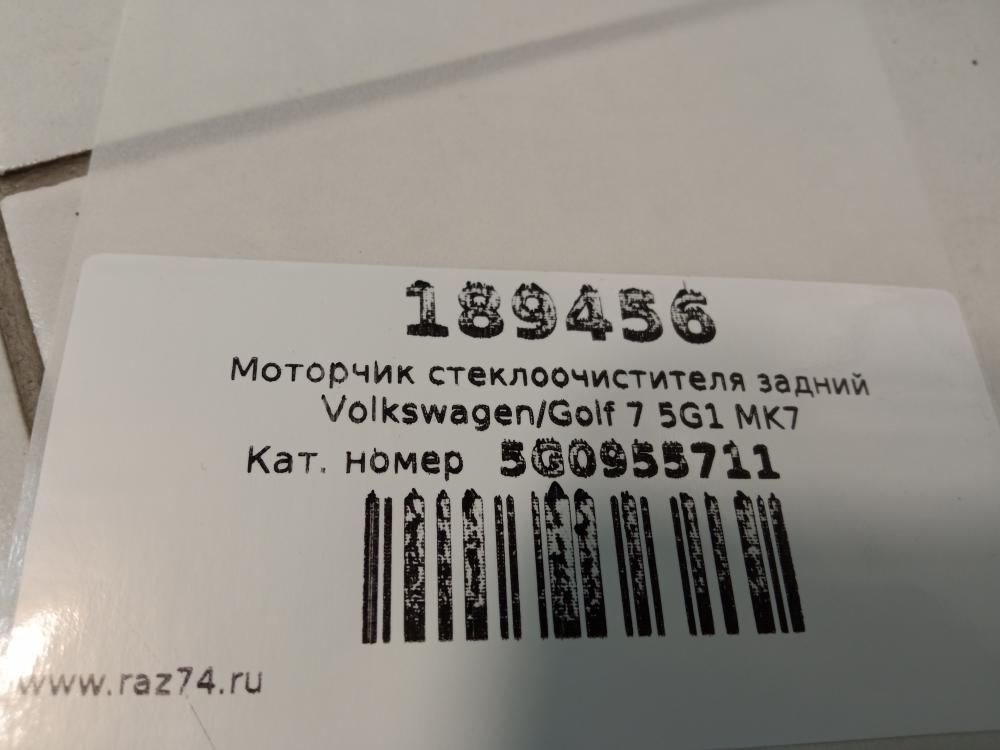 189456
Моторчик стеклоочистителя задний
Volkswagen/Golf 7 5G1 MK7
Кат. номер 5G0955711
www.raz74.ru